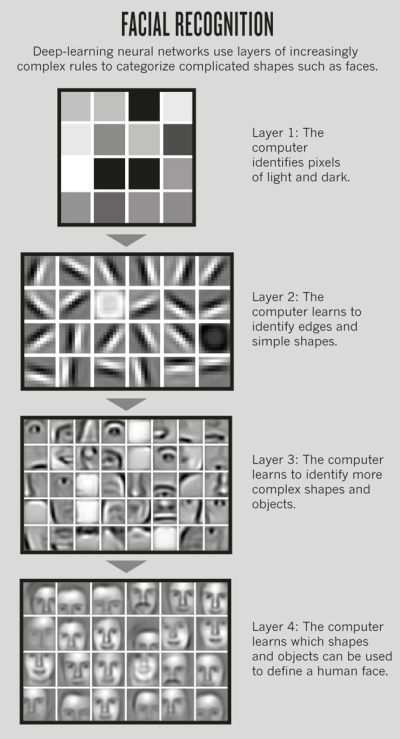 FACIAL RECOGNITION
Deep-learning neural networks use layers of increasingly
complex rules to categorize complicated shapes such as faces.
Layer 1: The
computer
identifies pixels
of light and dark.
Layer 2: The
computer learns to
identify edges and
simple shapes.
Layer 3: The computer
learns to identify more
complex shapes and
objects.
Layer 4: The computer
learns which shapes
and objects can be used
to define a human face.